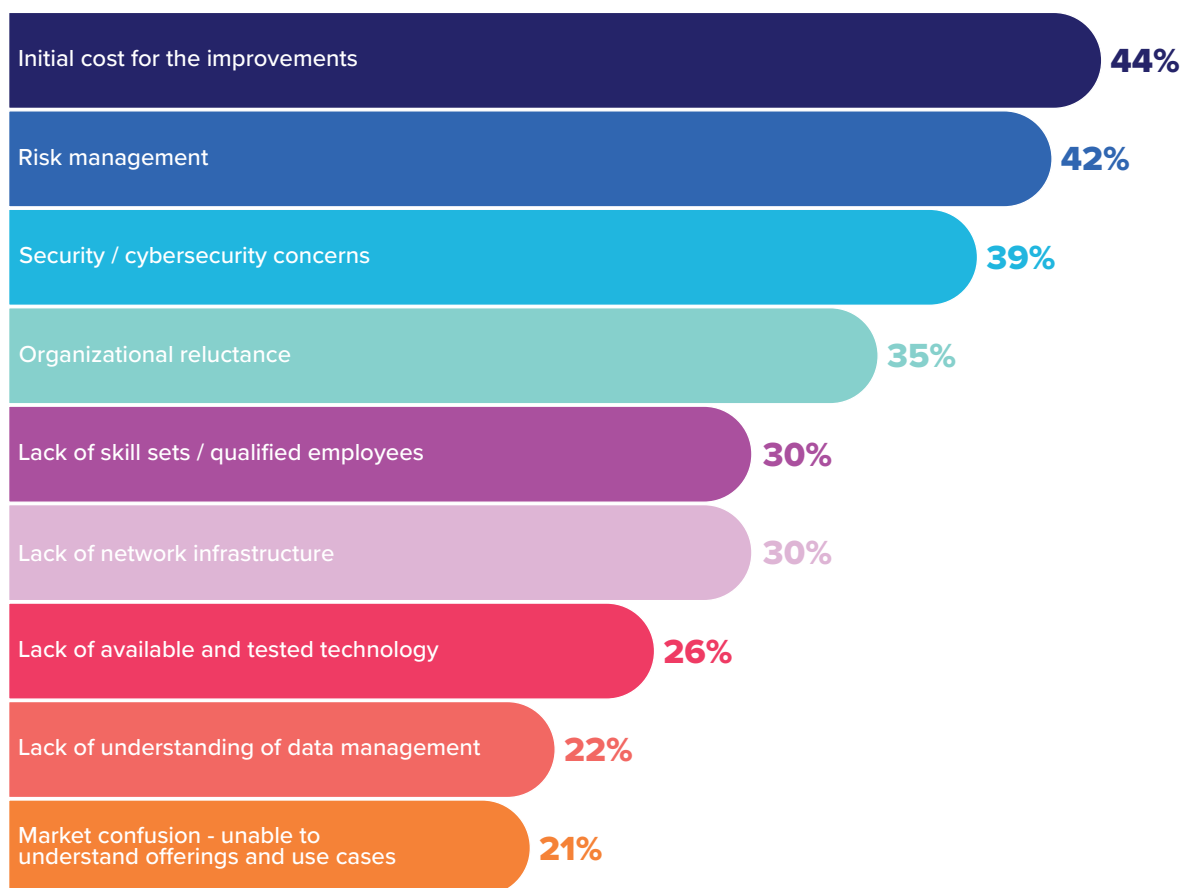 Initial cost for the improvements 44%
Risk management 42%
Security / cybersecurity concerns 39%
Organizational reluctance 35%
Lack of skill sets / qualified employees 30%
Lack of network infrastructure 30%
Lack of available and tested technology 26%
Lack of understanding of data management 22%
Market confusion - unable to
understand offerings and use cases 21%